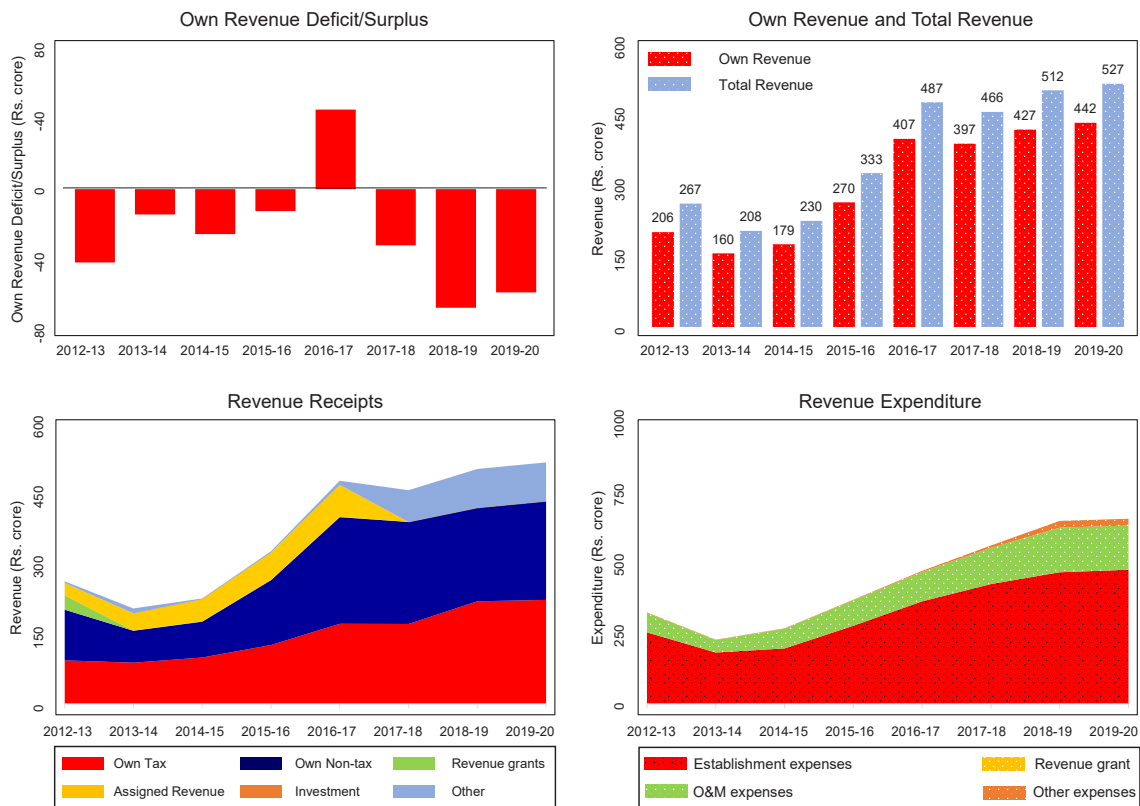 Own Revenue Deficit/Surplus
Own Revenue Deficit/Surplus (Rs. crore)
80
-40
0
40
-80
2012-13 2013-14 2014-15 2015-16 2016-17 2017-18 2018-19 2019-20
Own Revenue and Total Revenue
Revenue (Rs. crore)
600
450
300
150
0
Own Revenue
Total Revenue
206 267 160 208 179 230 270 333 407 487 397 466 427 512 442 527
2012-13 2013-14 2014-15 2015-16 2016-17 2017-18 2018-19 2019-20
Revenue Receipts
Revenue (Rs. crore)
600
450
300
150
0
2012-13 2013-14 2014-15 2015-16 2016-17 2017-18 2018-19 2019-20
Own Tax Own Non-tax Revenue grants
Assigned Revenue Investment Other
Revenue Expenditure
Expenditure (Rs. crore)
1000
750
500
250
0
2012-13 2013-14 2014-15 2015-16 2016-17 2017-18 2018-19 2019-20
Establishment expenses Revenue grant
O&M expenses Other expenses